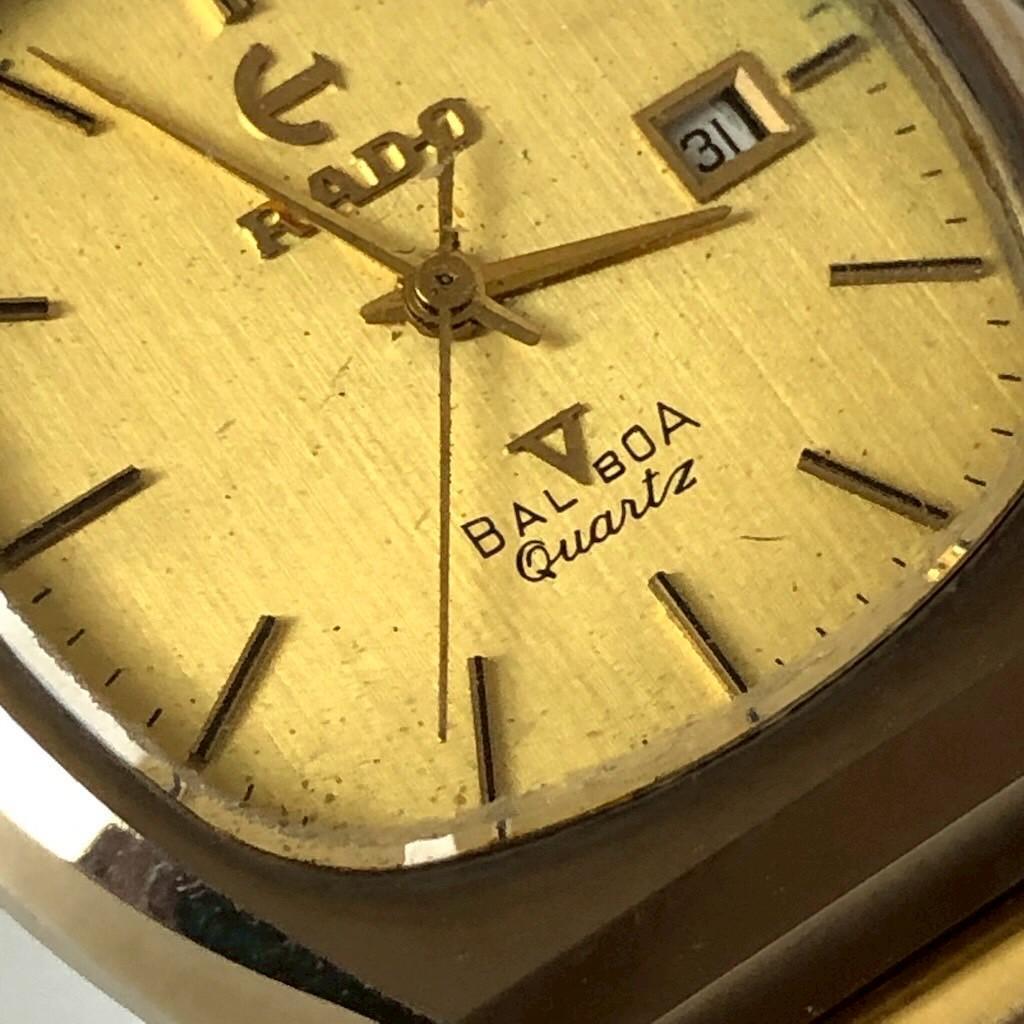 RADO
31
V
BALBOA
Quartz